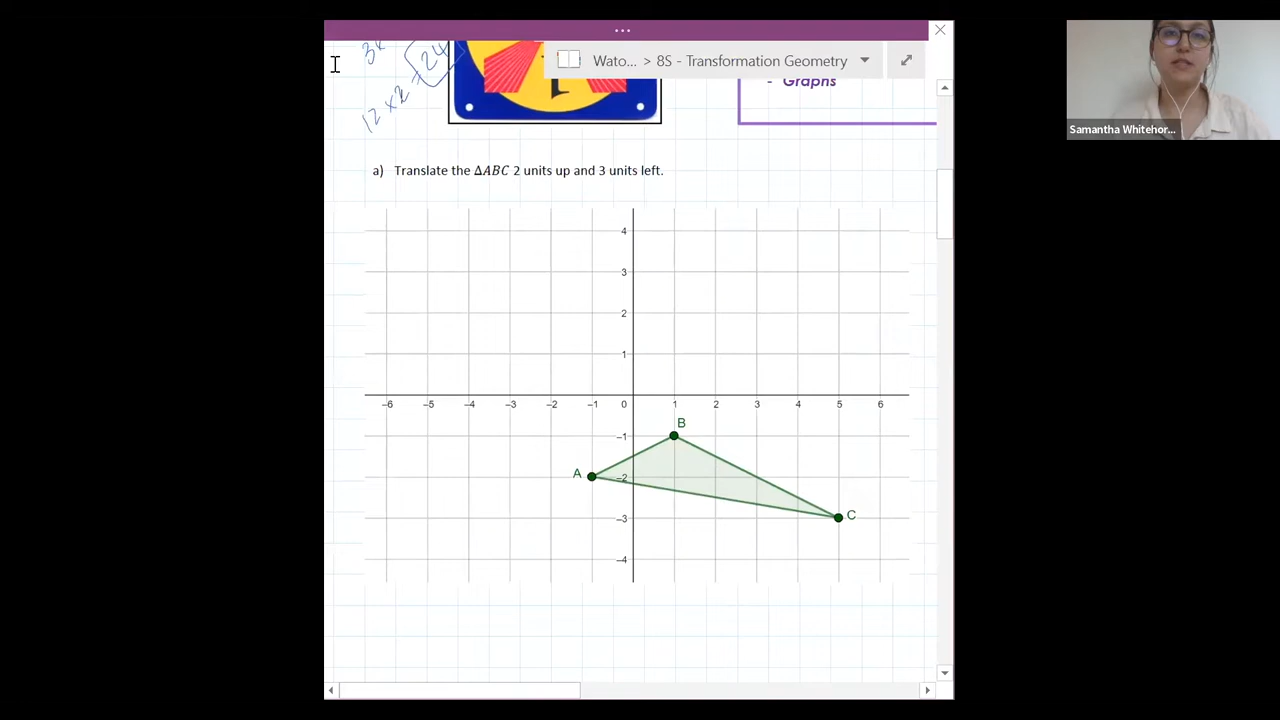 ...
3x
12 x 2 = 24
Wato... > 8S - Transformation Geometry
- Graphs
Samantha Whitehor...
a) Translate the ΔABC 2 units up and 3 units left.
4
3
2
1
-6 -5 -4 -3 -2 -1 0 1 2 3 4 5 6
B
-1
A
-2
-3
C
-4